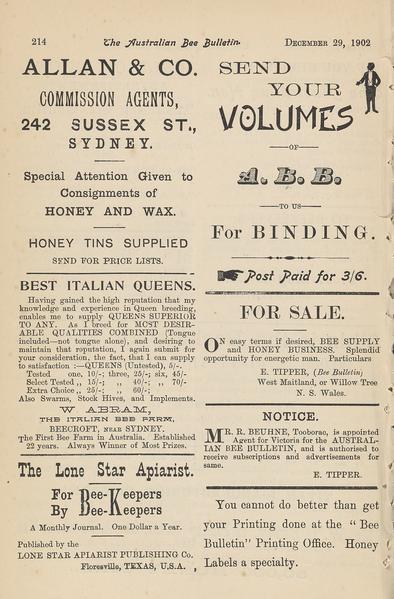 214 The Australian Bee Bulletin. DECEMBER 29, 1902
ALLAN & CO.
COMMISSION AGENTS,
242 SUSSEX ST.,
SYDNEY.
Special Attention Given to
Consignments of
HONEY AND WAX.
HONEY TINS SUPPLIED
SEND FOR PRICE LISTS.
BEST ITALIAN QUEENS.
Having gained the high reputation that my
knowledge and experience in Queen breeding,
enables me to supply QUEENS SUPERIOR
TO ANY. As I breed for MOST DESIR-
ABLE QUALITIES COMBINED (Tongue
included—not tongue alone), and desiring to
maintain that reputation, I again submit for
your consideration, the fact, that I can supply
to satisfaction :—QUEENS (Untested), 5/-.
Tested one, 10/-; three, 25/-; six, 45/-
Select Tested ,, 15/-; ,, 40/-; ,, 70/-
Extra Choice ,, 25/-; ,, 60/-;
Also Swarms, Stock Hives, and Implements.
W ABRAM,
THE ITALIAN BEE FARM,
BEECROFT, NEAR SYDNEY.
The First Bee Farm in Australia. Established
22 years. Always Winner of Most Prizes.
The Lone Star Apiarist.
For Bee-Keepers
By Bee-Keepers
A Monthly Journal. One Dollar a Year.
Published by the
LONE STAR APIARIST PUBLISHING Co.
Floresville, TEXAS, U.S.A.
SEND
YOUR
VOLUMES
—OF—
A. B. B.
—TO US—
For BINDING.
Post Paid for 3/6.
FOR SALE.
ON easy terms if desired, BEE SUPPLY
and HONEY BUSINESS. Splendid
opportunity for energetic man. Particulars
E. TIPPER, (Bee Bulletin)
West Maitland, or Willow Tree
N. S. Wales.
NOTICE.
MR. R. BEUHNE, Tooborac, is appointed
Agent for Victoria for the AUSTRAL-
IAN BEE BULLETIN, and is authorised to
receive subscriptions and advertisements for
same.
E. TIPPER.
You cannot do better than get
your Printing done at the "Bee
Bulletin" Printing Office. Honey
Labels a specialty.